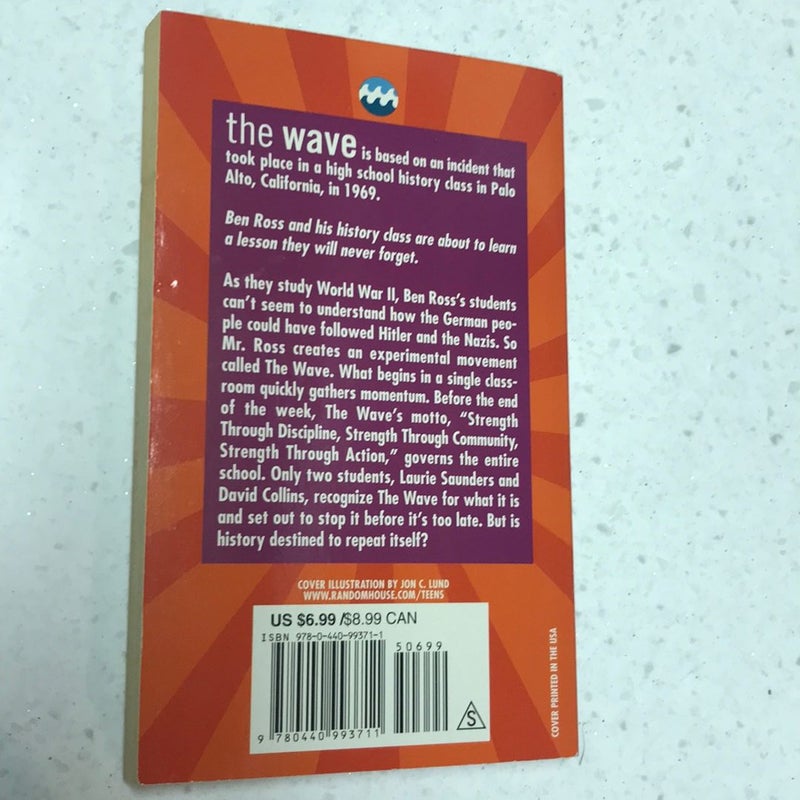 the wave is based on an incident that
took place in a high school history class in Palo
Alto, California, in 1969.
Ben Ross and his history class are about to learn
a lesson they will never forget.
As they study World War II, Ben Ross's students
can't seem to understand how the German peo-
ple could have followed Hitler and the Nazis. So
Mr. Ross creates an experimental movement
called The Wave. What begins in a single class-
room quickly gathers momentum. Before the end
of the week, The Wave's motto, “Strength
Through Discipline, Strength Through Community,
Strength Through Action,” governs the entire
school. Only two students, Laurie Saunders and
David Collins, recognize The Wave for what it is
and set out to stop it before it's too late. But is
history destined to repeat itself?
COVER ILLUSTRATION BY JON C. LUND
WWW.RANDOMHOUSE.COM/TEENS
US $6.99 /$8.99 CAN
ISBN 978-0-440-99371-1
50699
9 780440 993711
S
COVER PRINTED IN THE USA